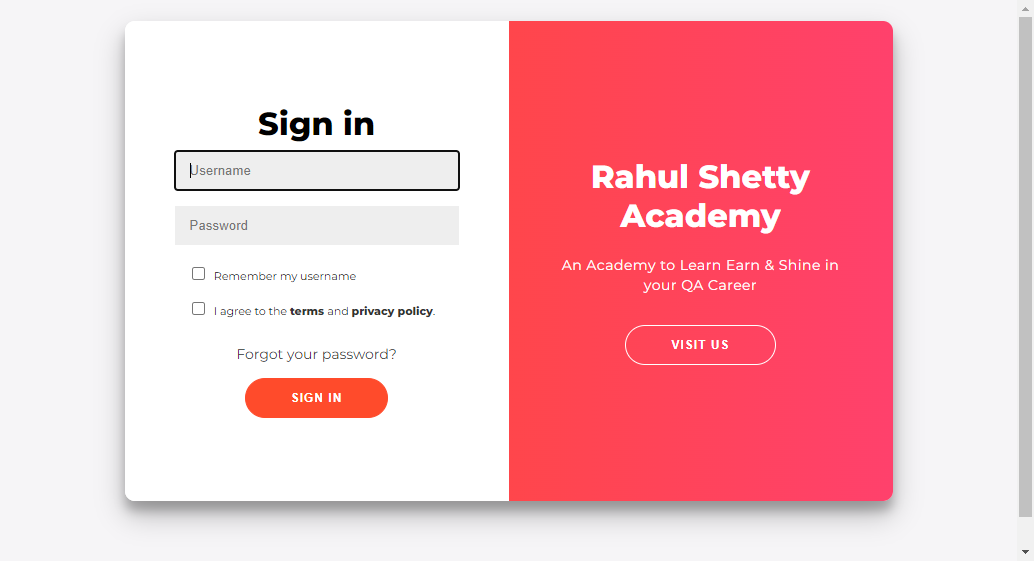 Sign in
Username
Password
Remember my username
I agree to the terms and privacy policy.
Forgot your password?
SIGN IN
Rahul Shetty
Academy
An Academy to Learn Earn & Shine in
your QA Career
VISIT US